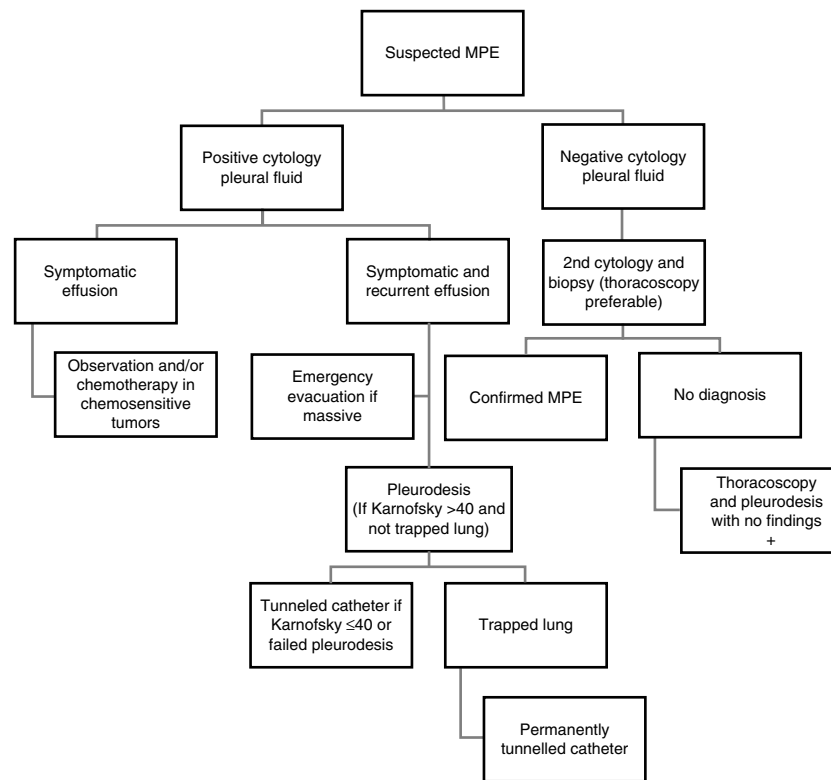 Suspected MPE
Positive cytology
pleural fluid
Negative cytology
pleural fluid
Symptomatic
effusion
Symptomatic and
recurrent effusion
2nd cytology and
biopsy (thoracoscopy
preferable)
Observation and/or
chemotherapy in
chemosensitive
tumors
Emergency
evacuation if
massive
Confirmed MPE
No diagnosis
Pleurodesis
(If Karnofsky >40 and
not trapped lung)
Thoracoscopy
and pleurodesis
with no findings
+
Tunneled catheter if
Karnofsky ≤40 or
failed pleurodesis
Trapped lung
Permanently
tunnelled catheter